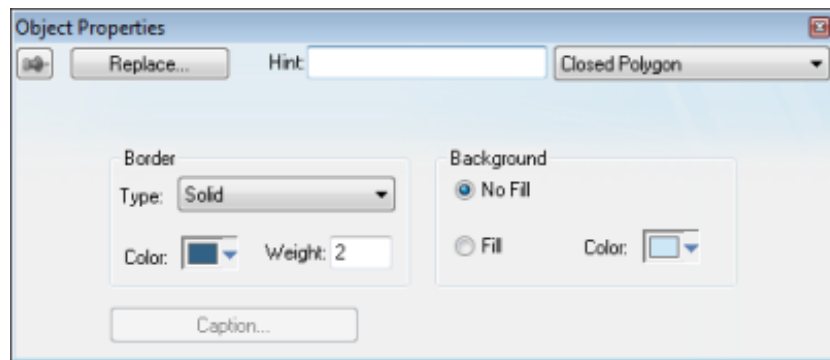 Object Properties
Replace... Hint: Closed Polygon
Border Background
Type: Solid No Fill
Color: Weight: 2 Fill Color:
Caption...